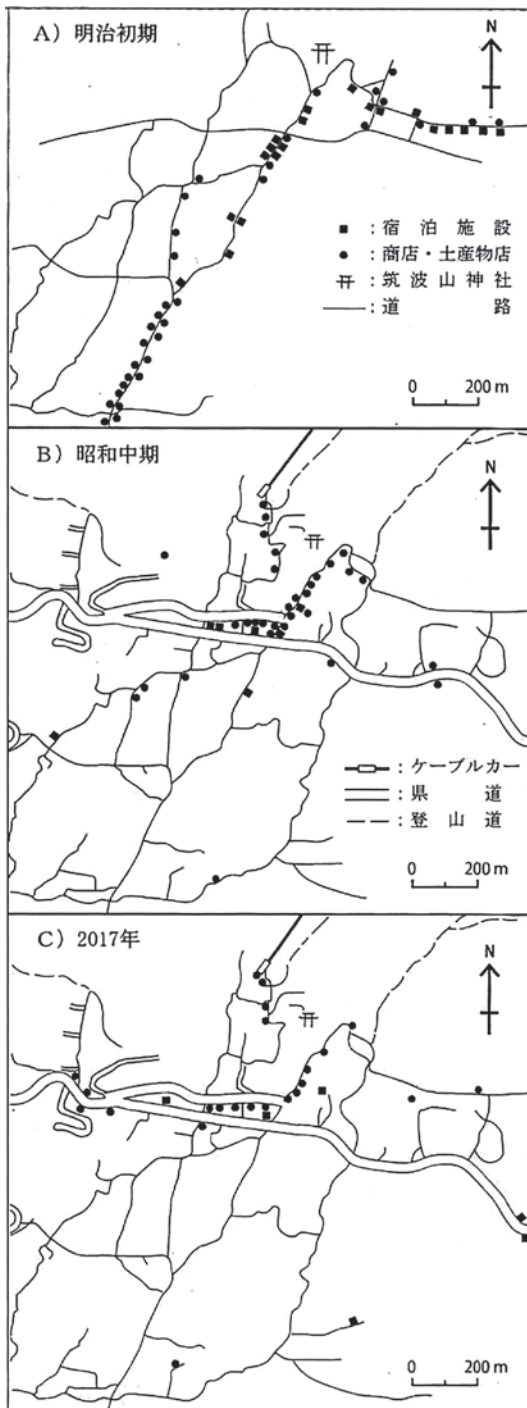 A）明治初期
N
■ ：宿泊施設
● ：商店・土産物店
⛩ ：筑波山神社
── ：道路
0 200 m
B）昭和中期
N
：ケーブルカー
：県道
：登山道
0 200 m
C）2017年
N
0 200 m